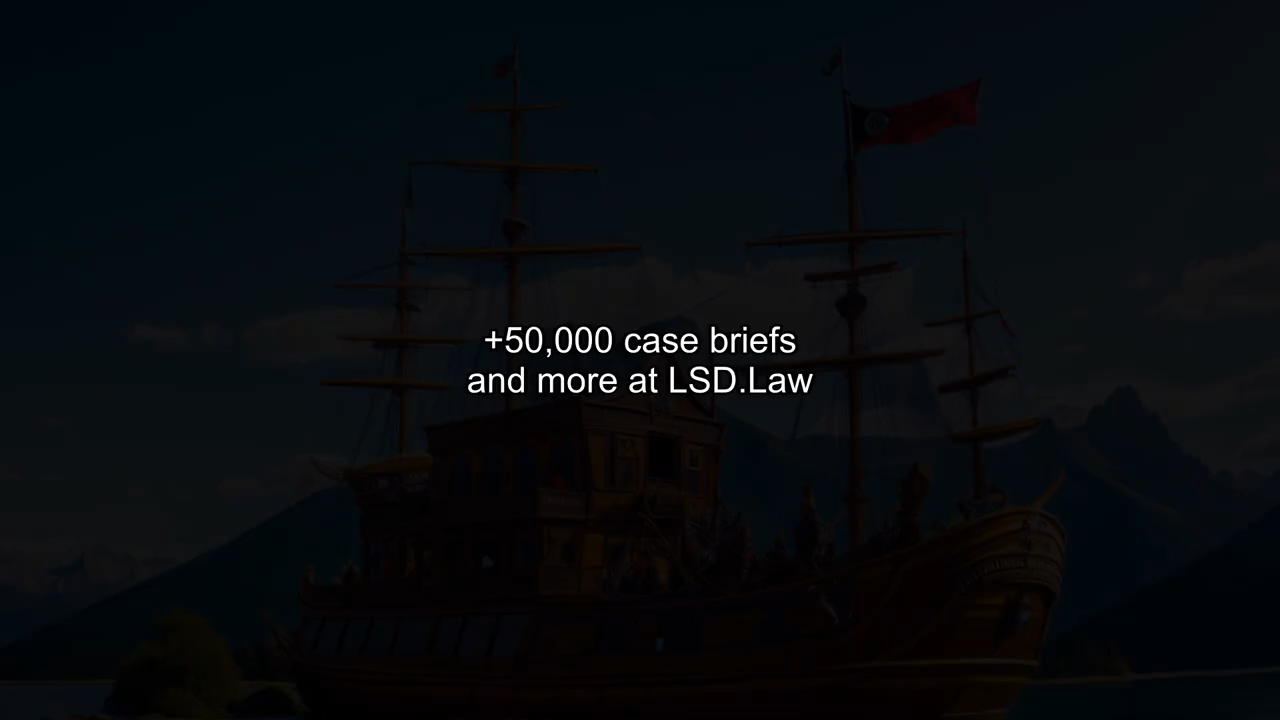 +50,000 case briefs
and more at LSD.Law